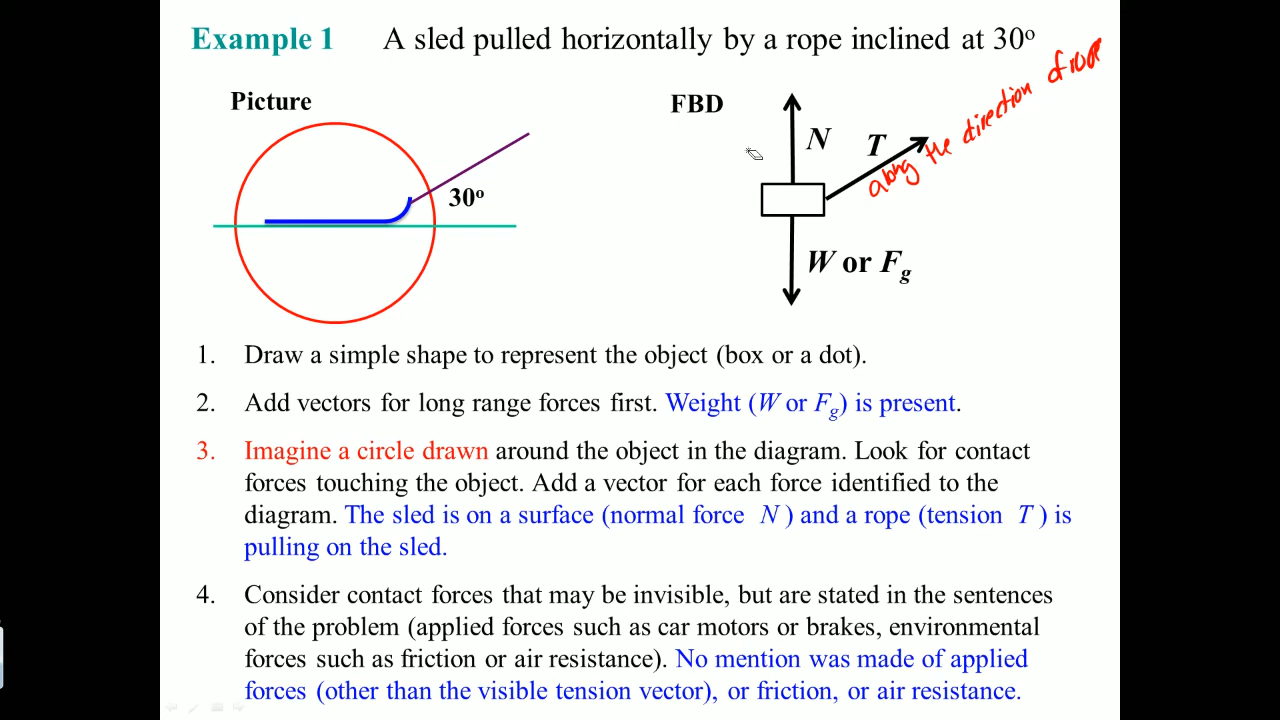 Example 1 A sled pulled horizontally by a rope inclined at 30º
Picture
FBD
N
T
along the direction of rope
30º
W or Fg
1. Draw a simple shape to represent the object (box or a dot).
2. Add vectors for long range forces first. Weight (W or Fg) is present.
3. Imagine a circle drawn around the object in the diagram. Look for contact
forces touching the object. Add a vector for each force identified to the
diagram. The sled is on a surface (normal force N ) and a rope (tension T ) is
pulling on the sled.
4. Consider contact forces that may be invisible, but are stated in the sentences
of the problem (applied forces such as car motors or brakes, environmental
forces such as friction or air resistance). No mention was made of applied
forces (other than the visible tension vector), or friction, or air resistance.